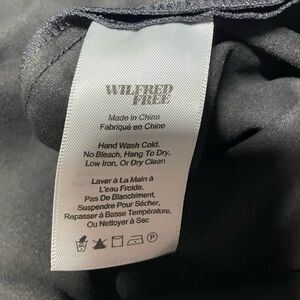 WILFRED
FREE
Made in China
Fabriqué en Chine
Hand Wash Cold.
No Bleach, Hang To Dry,
Low Iron, Or Dry Clean
Laver à La Main à
L'eau Froide,
Pas De Blanchiment,
Suspendre Pour Sécher,
Repasser à Basse Température,
Ou Nettoyer à Sec
P